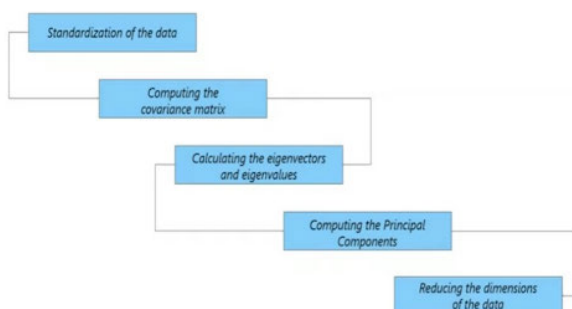 Standardization of the data
Computing the
covariance matrix
Calculating the eigenvectors
and eigenvalues
Computing the Principal
Components
Reducing the dimensions
of the data